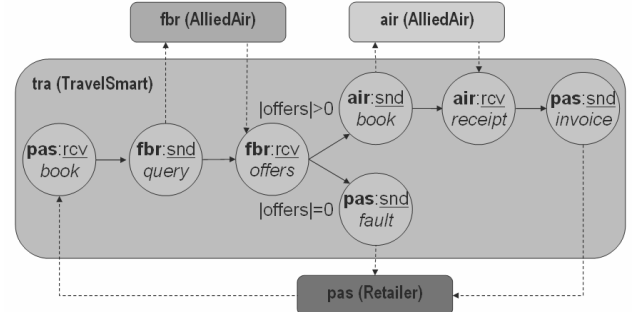 fbr (AlliedAir)
air (AlliedAir)
tra (TravelSmart)
pas:rcv
book
fbr:snd
query
fbr:rcv
offers
|offers|>0
|offers|=0
air:snd
book
air:rcv
receipt
pas:snd
invoice
pas:snd
fault
pas (Retailer)